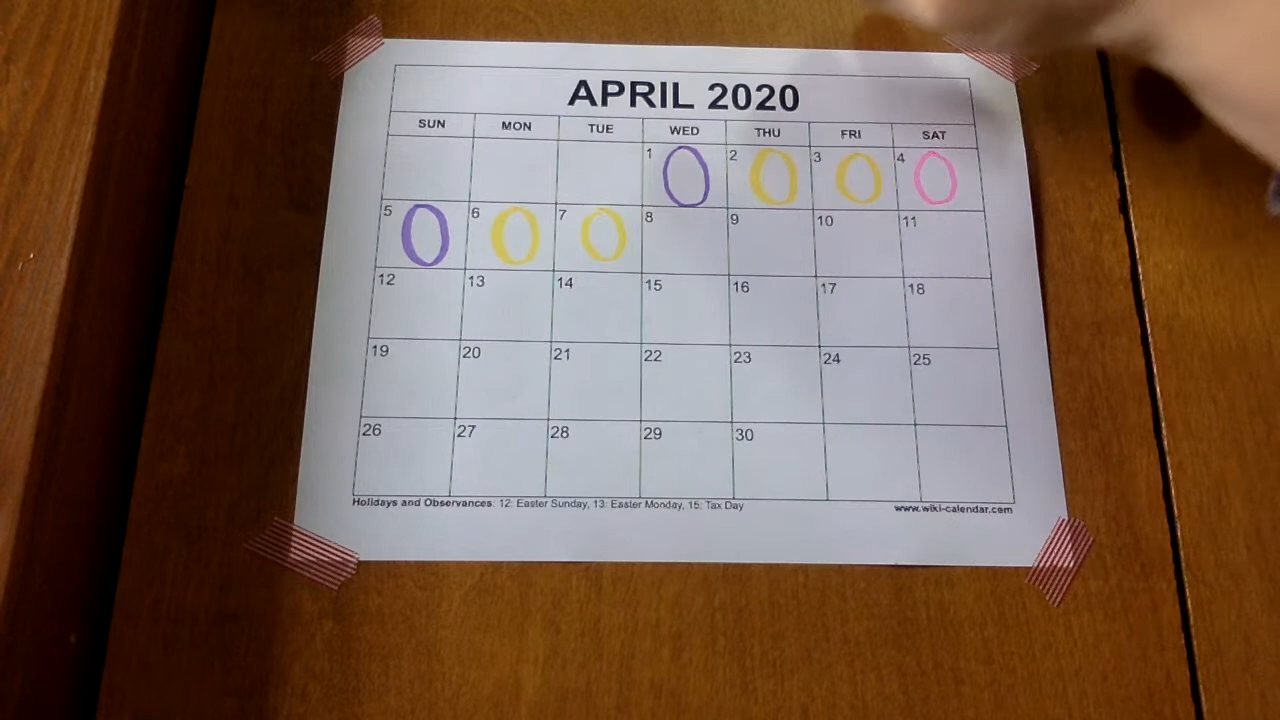 APRIL 2020
SUN MON TUE WED THU FRI SAT
1 2 3 4
5 6 7 8 9 10 11
12 13 14 15 16 17 18
19 20 21 22 23 24 25
26 27 28 29 30
Holidays and Observances: 12: Easter Sunday, 13: Easter Monday, 15: Tax Day www.wiki-calendar.com